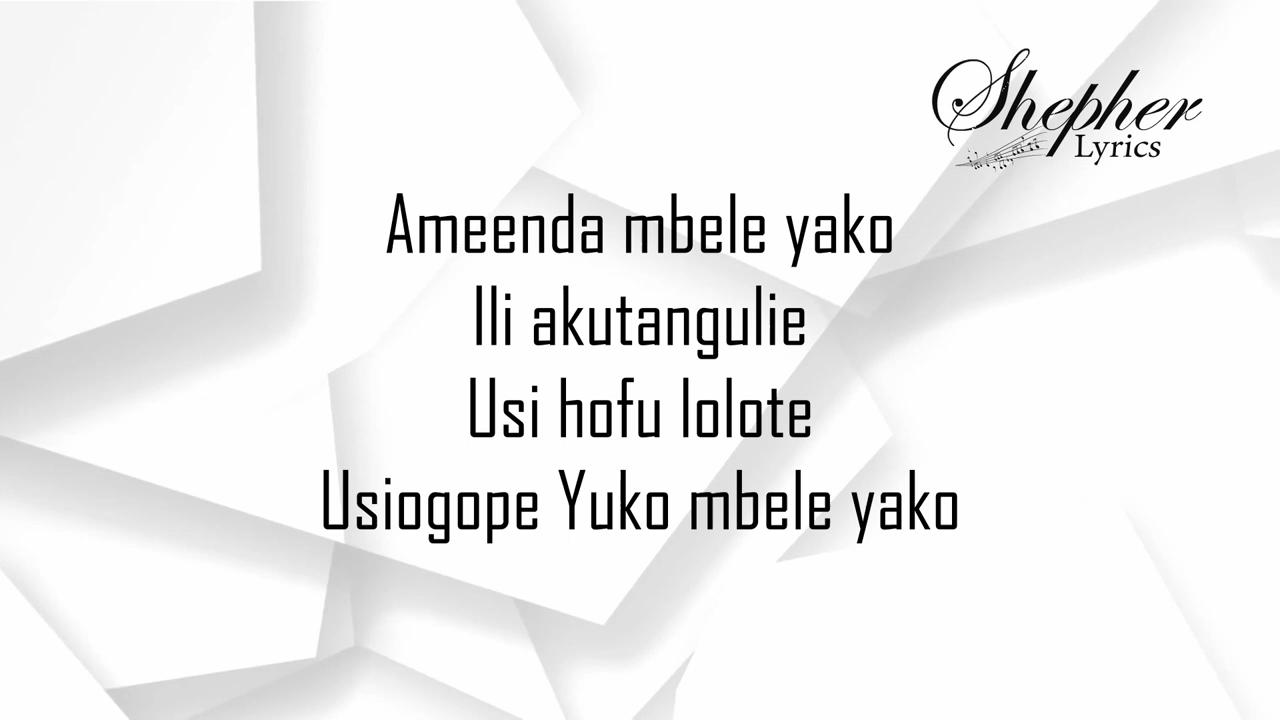 Shepher
Lyrics
Ameenda mbele yako
Ili akutangulie
Usi hofu lolote
Usiogope Yuko mbele yako